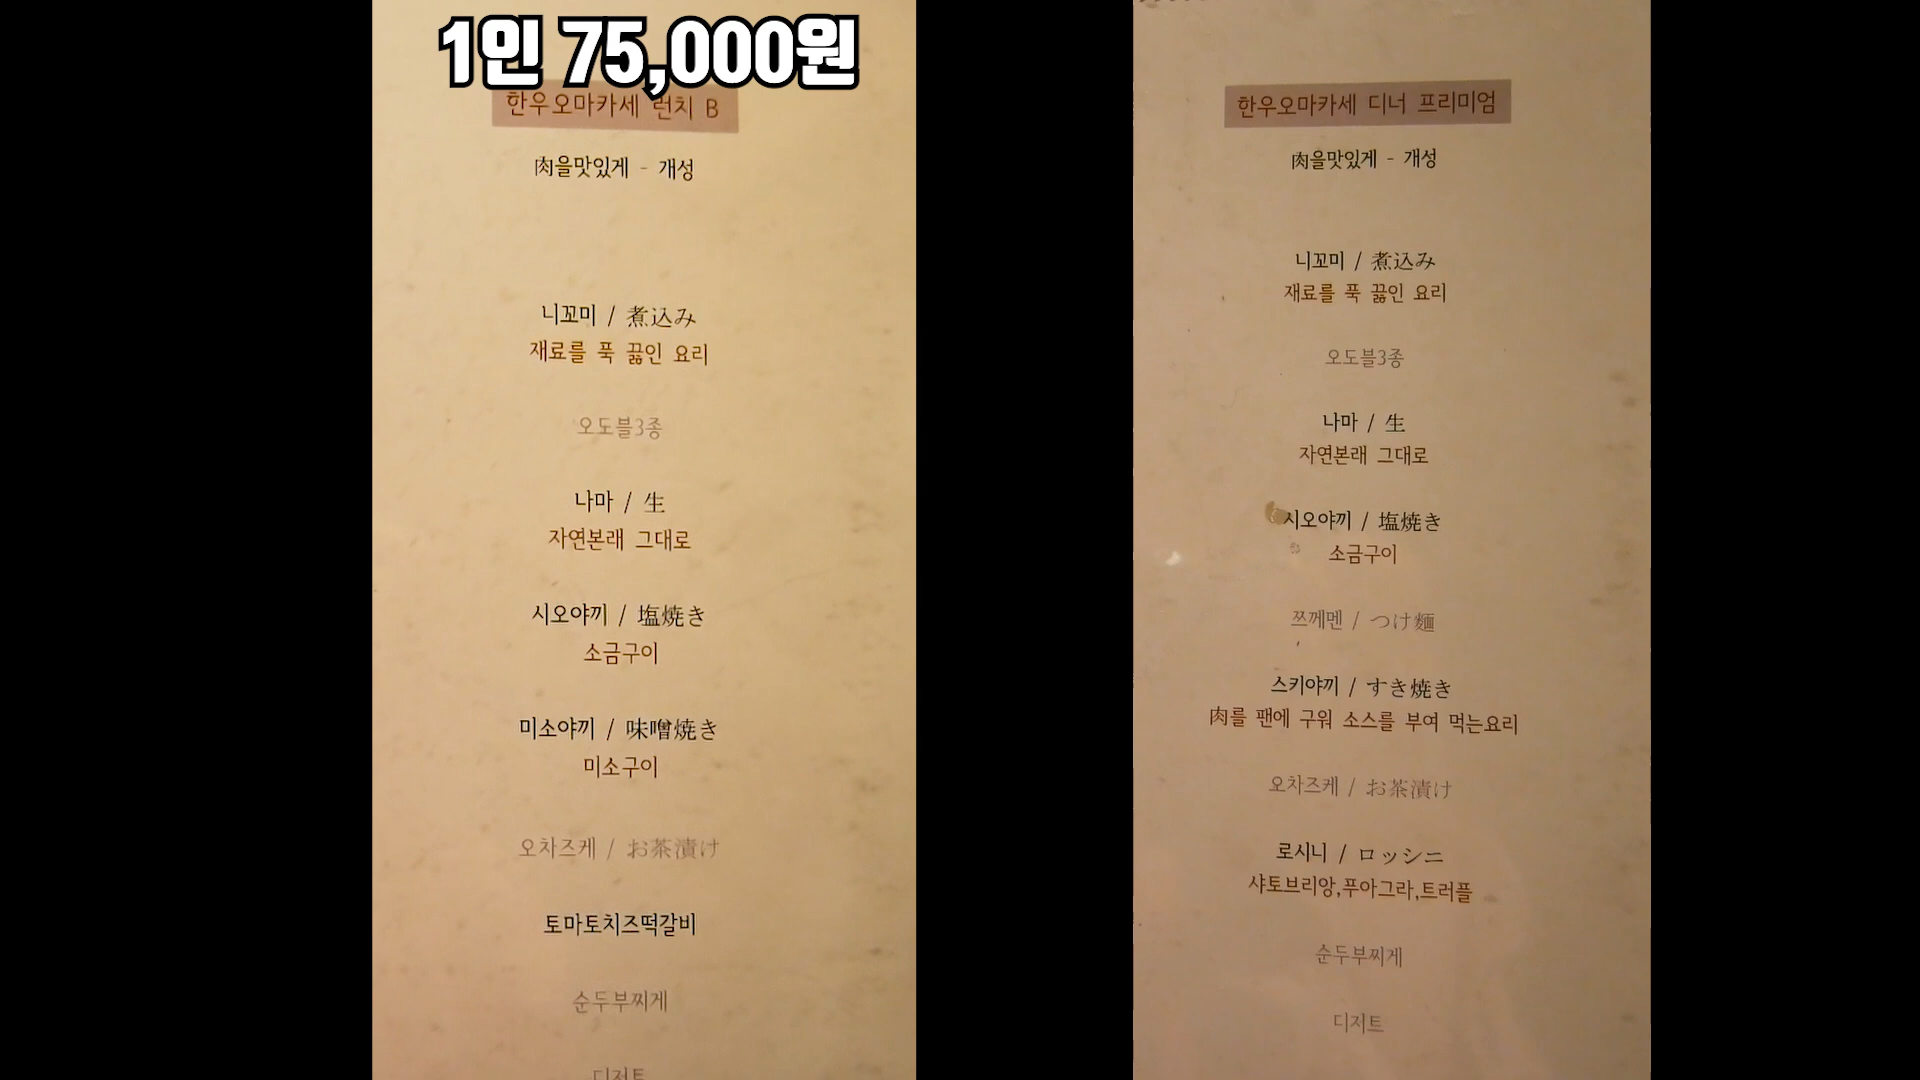 1인 75,000원
한우오마카세 런치 B
肉을맛있게 - 개성
니꼬미 / 煮込み
재료를 푹 끓인 요리
오도블3종
나마 / 生
자연본래 그대로
시오야끼 / 塩焼き
소금구이
미소야끼 / 味噌焼き
미소구이
오차즈케 / お茶漬け
토마토치즈떡갈비
순두부찌게
디저트
한우오마카세 디너 프리미엄
肉을맛있게 - 개성
니꼬미 / 煮込み
재료를 푹 끓인 요리
오도블3종
나마 / 生
자연본래 그대로
시오야끼 / 塩焼き
소금구이
쯔께멘 / つけ麺
스키야끼 / すき焼き
肉를 팬에 구워 소스를 부여 먹는요리
오차즈케 / お茶漬け
로시니 / ロッシニ
샤토브리앙,푸아그라,트러플
순두부찌게
디저트